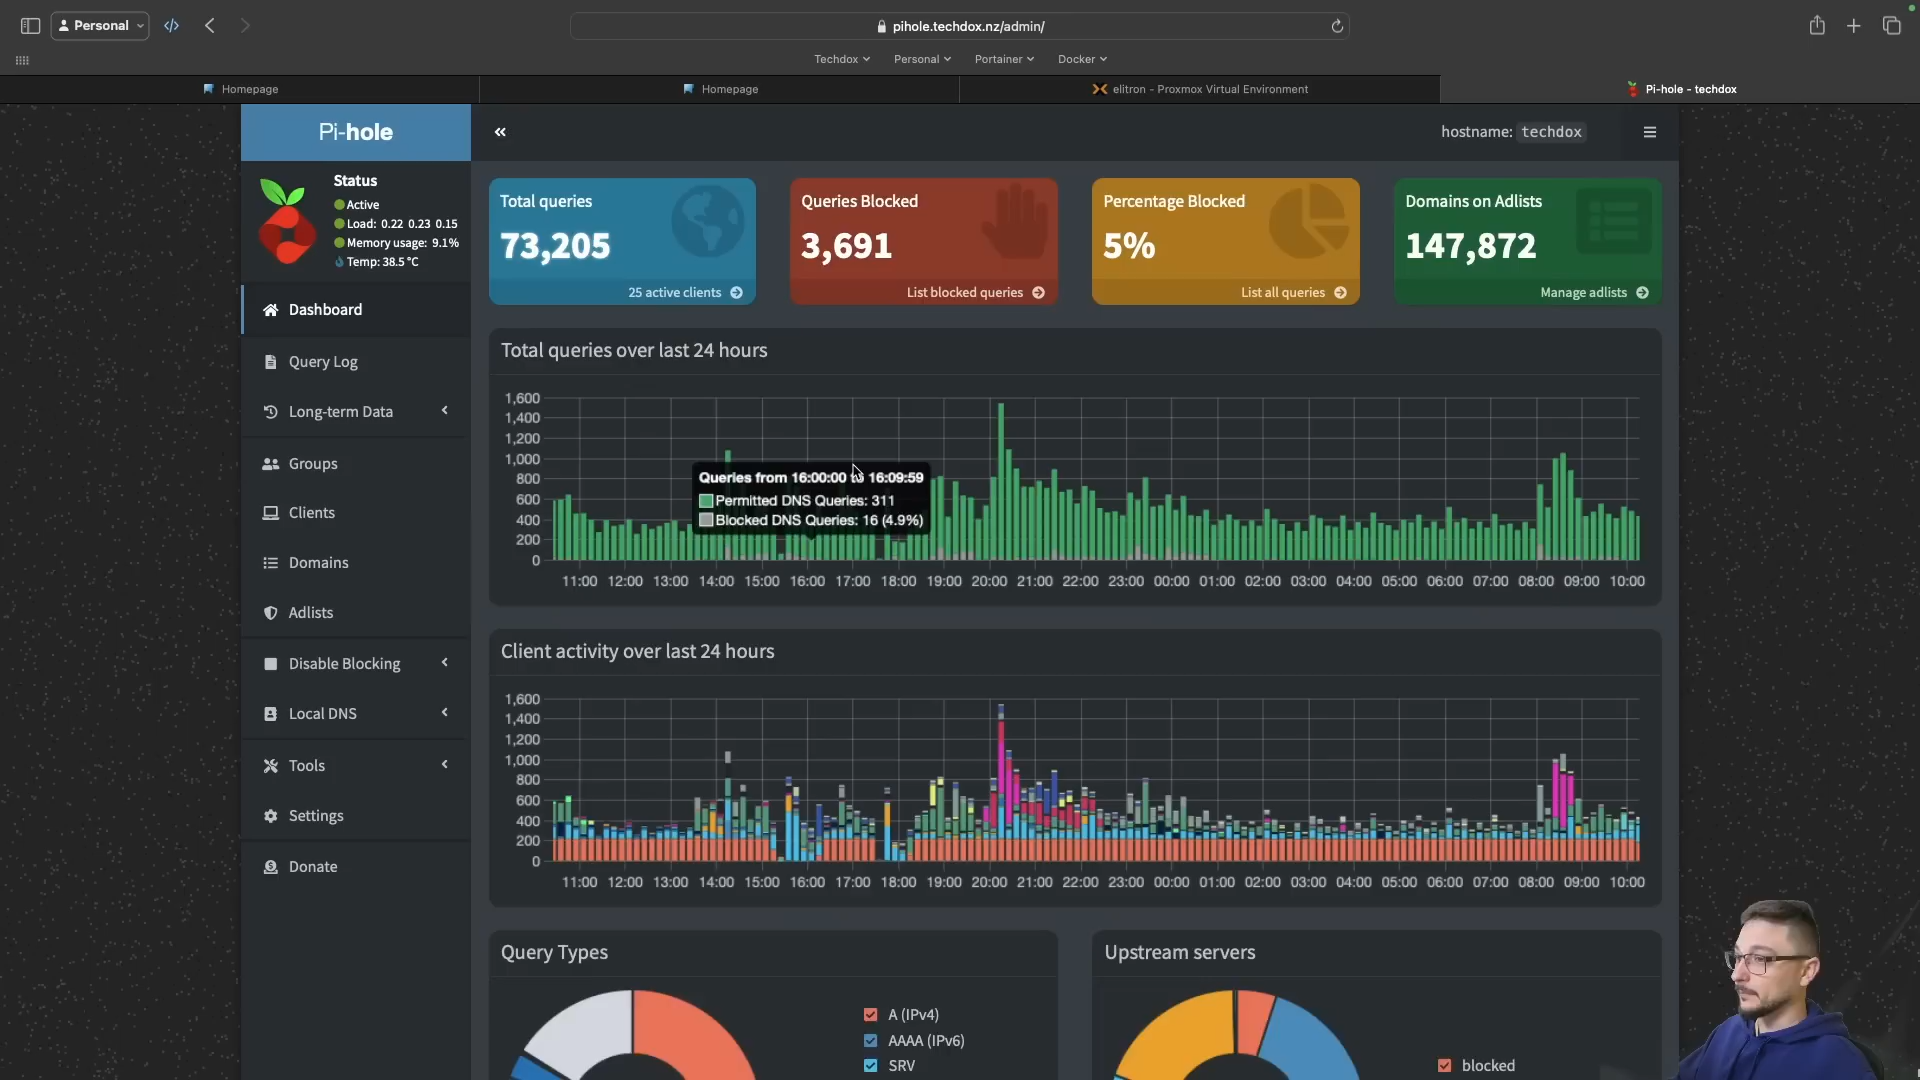 Personal
pihole.techdox.nz/admin/
Techdox Personal Portainer Docker
Homepage
Homepage
elitron - Proxmox Virtual Environment
Pi-hole - techdox
Pi-hole
hostname: techdox
Status
Active
Load: 0.22 0.23 0.15
Memory usage: 9.1%
Temp: 38.5 °C
Total queries
73,205
25 active clients
Queries Blocked
3,691
List blocked queries
Percentage Blocked
5%
List all queries
Domains on Adlists
147,872
Manage adlists
Dashboard
Query Log
Long-term Data
Groups
Clients
Domains
Adlists
Disable Blocking
Local DNS
Tools
Settings
Donate
Total queries over last 24 hours
1,600
1,400
1,200
1,000
800
600
400
200
0
Queries from 16:00:00 to 16:09:59
Permitted DNS Queries: 311
Blocked DNS Queries: 16 (4.9%)
11:00 12:00 13:00 14:00 15:00 16:00 17:00 18:00 19:00 20:00 21:00 22:00 23:00 00:00 01:00 02:00 03:00 04:00 05:00 06:00 07:00 08:00 09:00 10:00
Client activity over last 24 hours
1,600
1,400
1,200
1,000
800
600
400
200
0
11:00 12:00 13:00 14:00 15:00 16:00 17:00 18:00 19:00 20:00 21:00 22:00 23:00 00:00 01:00 02:00 03:00 04:00 05:00 06:00 07:00 08:00 09:00 10:00
Query Types
A (IPv4)
AAAA (IPv6)
SRV
Upstream servers
blocked